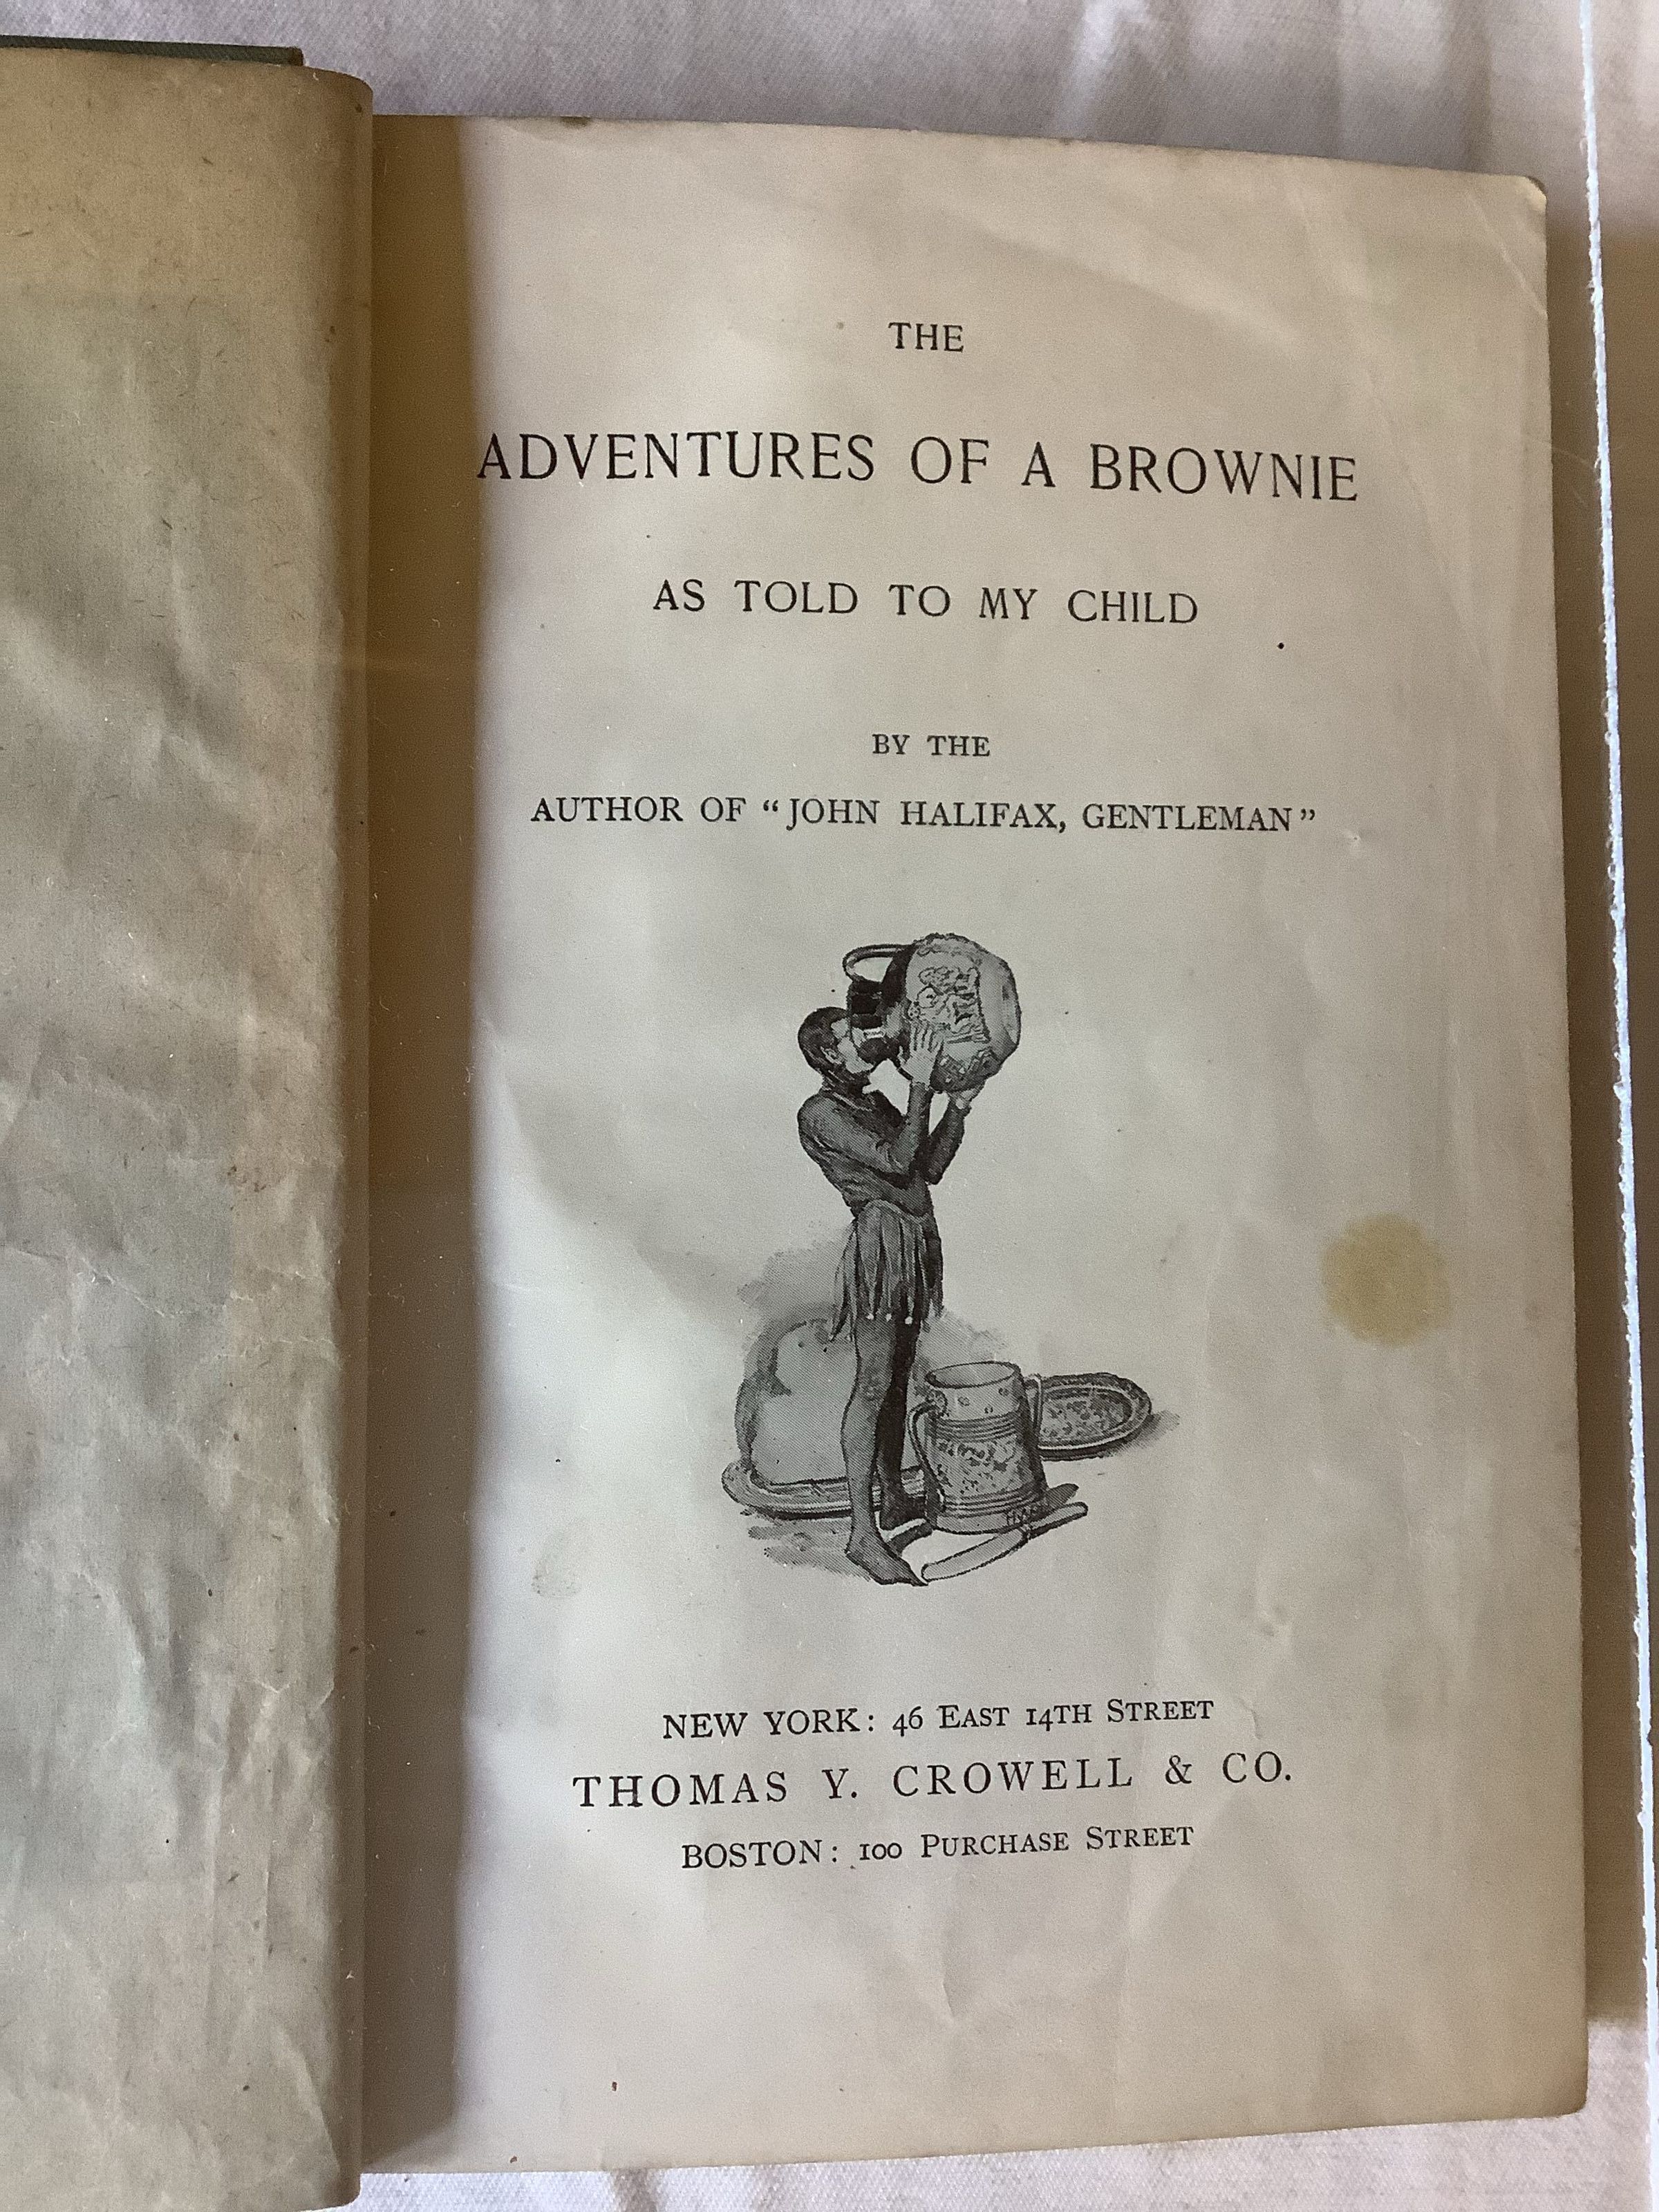 THE
ADVENTURES OF A BROWNIE
AS TOLD TO MY CHILD
BY THE
AUTHOR OF “JOHN HALIFAX, GENTLEMAN”
NEW YORK: 46 EAST 14TH STREET
THOMAS Y. CROWELL & CO.
BOSTON: 100 PURCHASE STREET